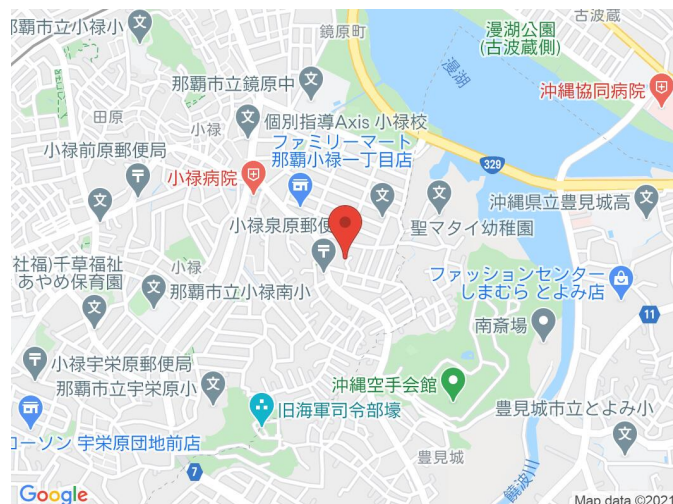 那覇市立小禄小
鏡原町
古波蔵
漫湖公園
(古波蔵側)
漫湖
那覇市立鏡原中
沖縄協同病院
田原
小禄
個別指導Axis 小禄校
ファミリーマート
那覇小禄一丁目店
小禄前原郵便局
329
小禄病院
沖縄県立豊見城高
小禄泉原郵便
聖マタイ幼稚園
社福)千草福祉
あやめ保育園
小禄
ファッションセンター
しまむら とよみ店
那覇市立小禄南小
11
南斎場
小禄宇栄原郵便局
那覇市立宇栄原小
沖縄空手会館
旧海軍司令部壕
豊見城市立とよみ小
ローソン 宇栄原団地前店
豊見城
7
饒波川
Google
Map data ©2021